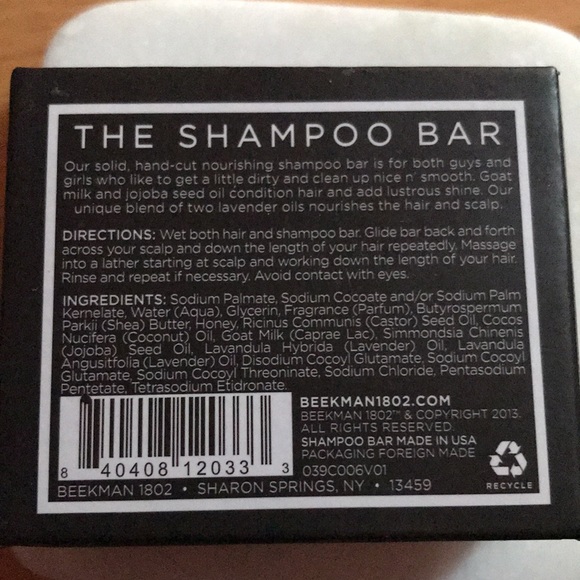 THE SHAMPOO BAR
Our solid, hand-cut nourishing shampoo bar is for both guys and
girls who like to get a little dirty and clean up nice n' smooth. Goat
milk and jojoba seed oil condition hair and add lustrous shine. Our
unique blend of two lavender oils nourishes the hair and scalp.
DIRECTIONS: Wet both hair and shampoo bar. Glide bar back and forth
across your scalp and down the length of your hair repeatedly. Massage
into a lather starting at scalp and working down the length of your hair.
Rinse and repeat if necessary. Avoid contact with eyes.
INGREDIENTS: Sodium Palmate, Sodium Cocoate and/or Sodium Palm
Kernelate, Water (Aqua), Glycerin, Fragrance (Parfum), Butyrospermum
Parkii (Shea) Butter, Honey, Ricinus Communis (Castor) Seed Oil, Cocos
Nucifera (Coconut) Oil, Goat Milk (Caprae Lac), Simmondsia Chinenis
(Jojoba) Seed Oil, Lavandula Hybrida (Lavender) Oil, Lavandula
Angusitfolia (Lavender) Oil, Disodium Cocoyl Glutamate, Sodium Cocoyl
Glutamate, Sodium Cocoyl Threoninate, Sodium Chloride, Pentasodium
Pentetate, Tetrasodium Etidronate.
BEEKMAN1802.COM
BEEKMAN 1802™ & COPYRIGHT 2013.
ALL RIGHTS RESERVED.
SHAMPOO BAR MADE IN USA
PACKAGING FOREIGN MADE
039C006V01
RECYCLE
8 40408 12033 3
BEEKMAN 1802 • SHARON SPRINGS, NY • 13459